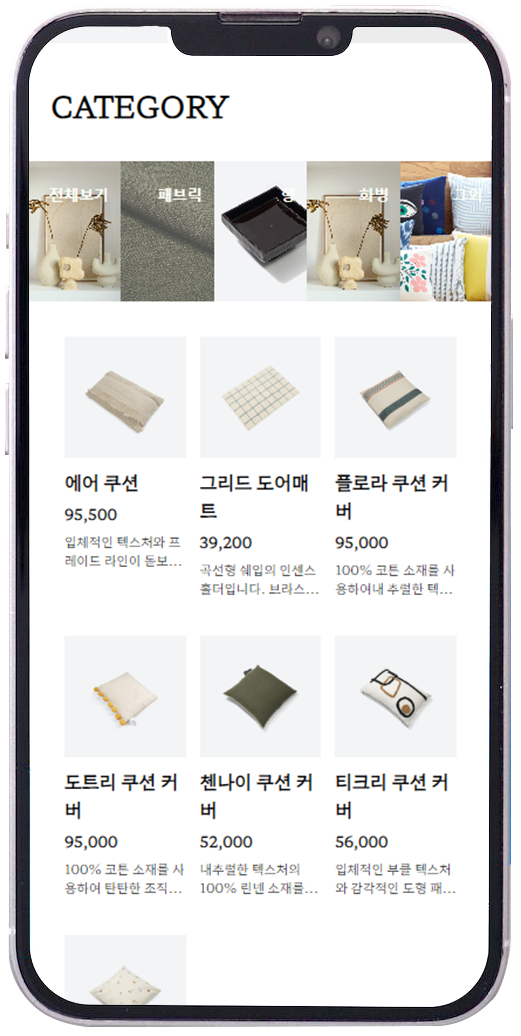 CATEGORY
전체보기
패브릭
화병
에어 쿠션
그리드 도어매
트
플로라 쿠션 커
버
95,500
39,200
95,000
입체적인 텍스쳐와 프
레이드 라인이 돋보...
곡선형 쉐입의 인센스
홀더입니다. 브라스...
100% 코튼 소재를 사
용하여내 추럴한 텍...
도트리 쿠션 커
버
첸나이 쿠션 커
버
티크리 쿠션 커
버
95,000
52,000
56,000
100% 코튼 소재를 사
용하여 탄탄한 조직...
내추럴한 텍스처의
100% 린넨 소재를...
입체적인 부클 텍스쳐
와 감각적인 도형 패...